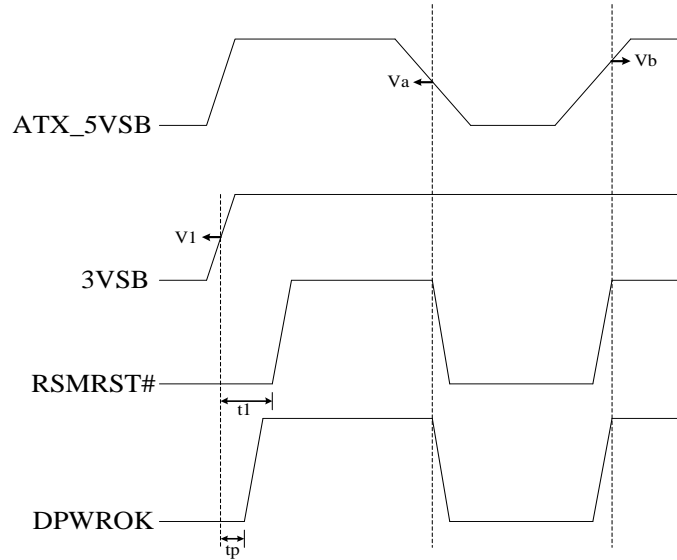 Va
Vb
ATX_5VSB
V1
3VSB
RSMRST#
t1
DPWROK
tp